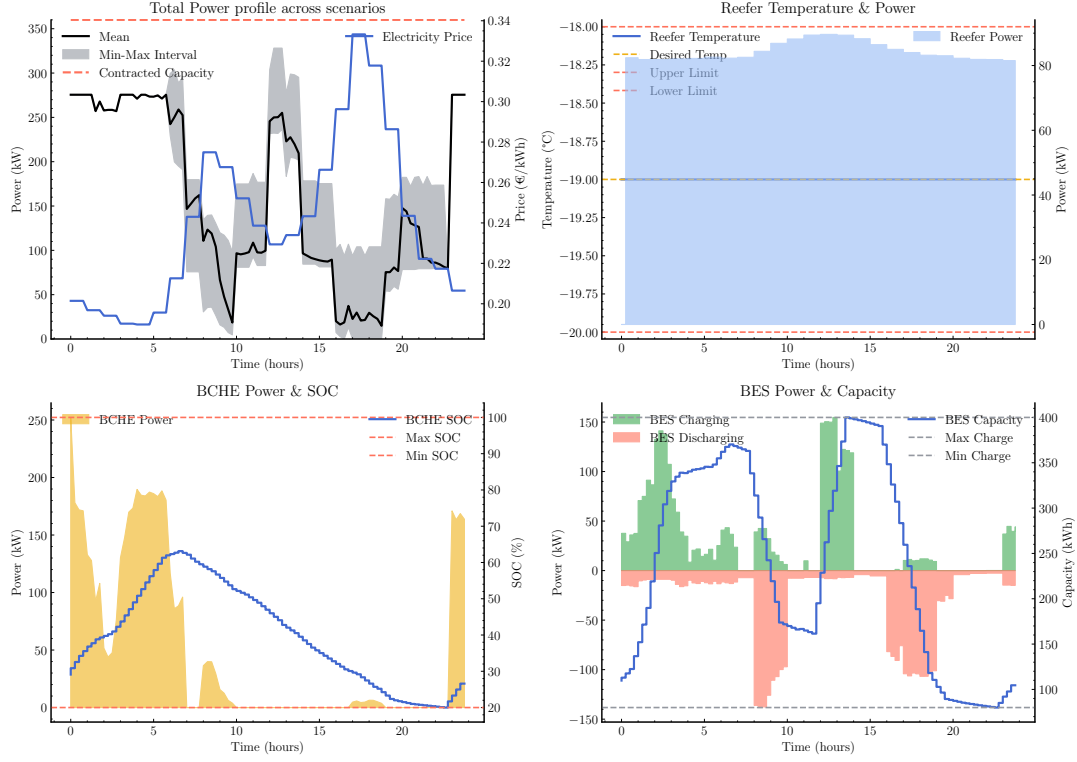 Total Power profile across scenarios
Mean
Min-Max Interval
Contracted Capacity
Electricity Price
350
300
250
200
150
100
50
0
Power (kW)
0.34
0.32
0.30
0.28
0.26
0.24
0.22
0.20
Price (€/kWh)
0 5 10 15 20
Time (hours)
Reefer Temperature & Power
Reefer Temperature
Desired Temp
Upper Limit
Lower Limit
Reefer Power
−18.00
−18.25
−18.50
−18.75
−19.00
−19.25
−19.50
−19.75
−20.00
Temperature (°C)
80
60
40
20
0
Power (kW)
0 5 10 15 20
Time (hours)
BCHE Power & SOC
BCHE Power
BCHE SOC
Max SOC
Min SOC
250
200
150
100
50
0
Power (kW)
100
90
80
70
60
50
40
30
20
SOC (%)
0 5 10 15 20
Time (hours)
BES Power & Capacity
BES Charging
BES Discharging
BES Capacity
Max Charge
Min Charge
150
100
50
0
−50
−100
−150
Power (kW)
400
350
300
250
200
150
100
Capacity (kWh)
0 5 10 15 20
Time (hours)